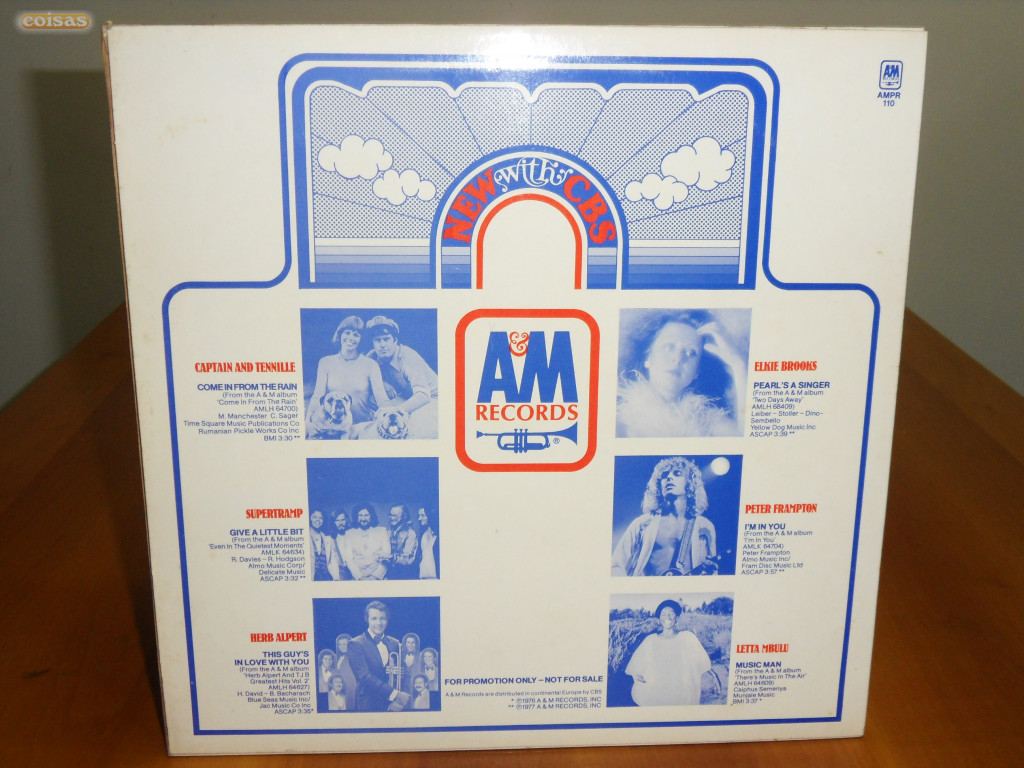 coisas
A&M
AMPR
110
NEW with CBS
A&M
RECORDS
®
CAPTAIN AND TENNILLE
COME IN FROM THE RAIN
(From the A & M album
'Come In From The Rain'
AMLH 64700)
M. Manchester C. Sager
Time Square Music Publications Co
Rumanian Pickle Works Co Inc
BMI 3:30 **
SUPERTRAMP
GIVE A LITTLE BIT
(From the A & M album
'Even In The Quietest Moments'
AMLK 64634)
R. Davies – R. Hodgson
Almo Music Corp/
Delicate Music
ASCAP 3:32 **
HERB ALPERT
THIS GUY'S
IN LOVE WITH YOU
(From the A & M album
'Herb Alpert And TJB
Greatest Hits Vol. 2'
AMLH 64627)
H. David – B. Bacharach
Blue Seas Music Inc/
Jac Music Co Inc
ASCAP 3:35*
ELKIE BROOKS
PEARL'S A SINGER
(From the A & M album
'Two Days Away'
AMLH 68409)
Leiber – Stoller – Dino-
Sembello
Yellow Dog Music Inc
ASCAP 3:39 **
PETER FRAMPTON
I'M IN YOU
(From the A & M album
'I'm In You'
AMLK 64704)
Peter Frampton
Almo Music Inc/
Fram Disc Music Ltd
ASCAP 3:57 **
LETTA MBULU
MUSIC MAN
(From the A & M album
'There's Music In The Air'
AMLH 64609)
Caiphus Semenya
Munjale Music
BMI 3:37 *
FOR PROMOTION ONLY – NOT FOR SALE
A & M Records are distributed in continental Europe by CBS
* ℗1976 A & M RECORDS, INC
** ℗1977 A & M RECORDS, INC